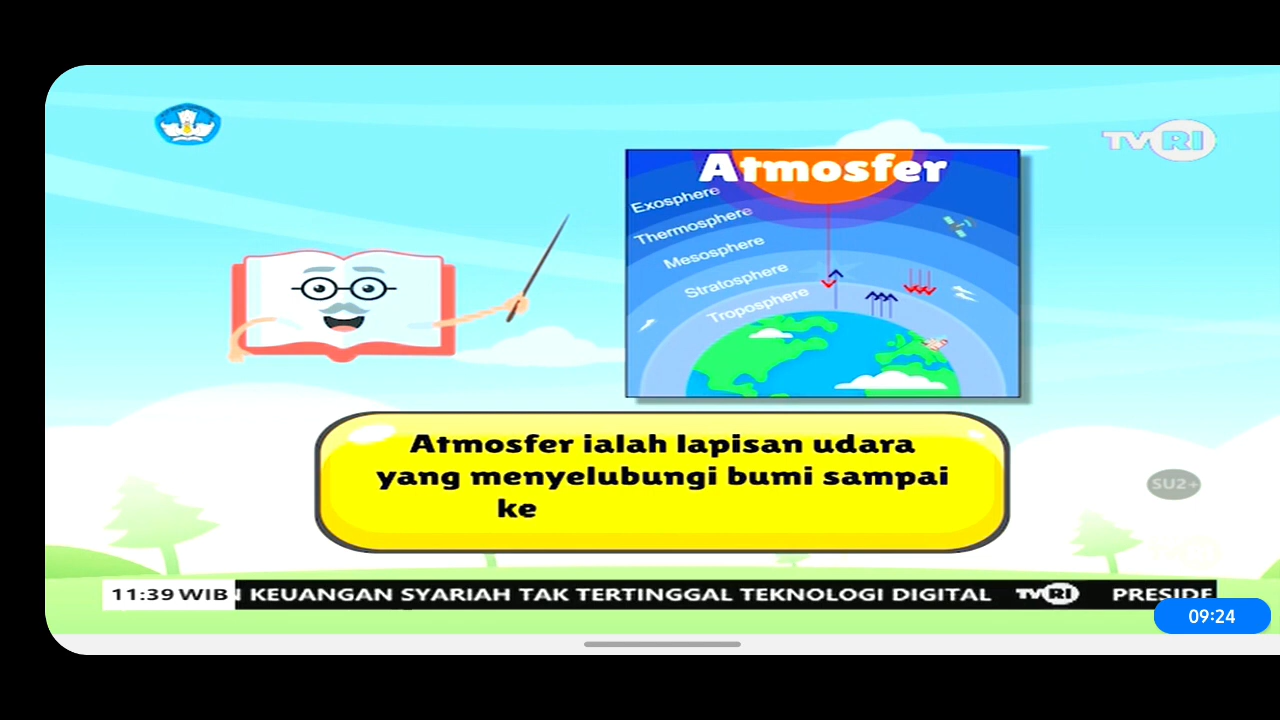 TVRI
Atmosfer
Exosphere
Thermosphere
Mesosphere
Stratosphere
Troposphere
Atmosfer ialah lapisan udara
yang menyelubungi bumi sampai
ke
SU2+
11:39 WIB KEUANGAN SYARIAH TAK TERTINGGAL TEKNOLOGI DIGITAL TVRI PRESIDE
09:24